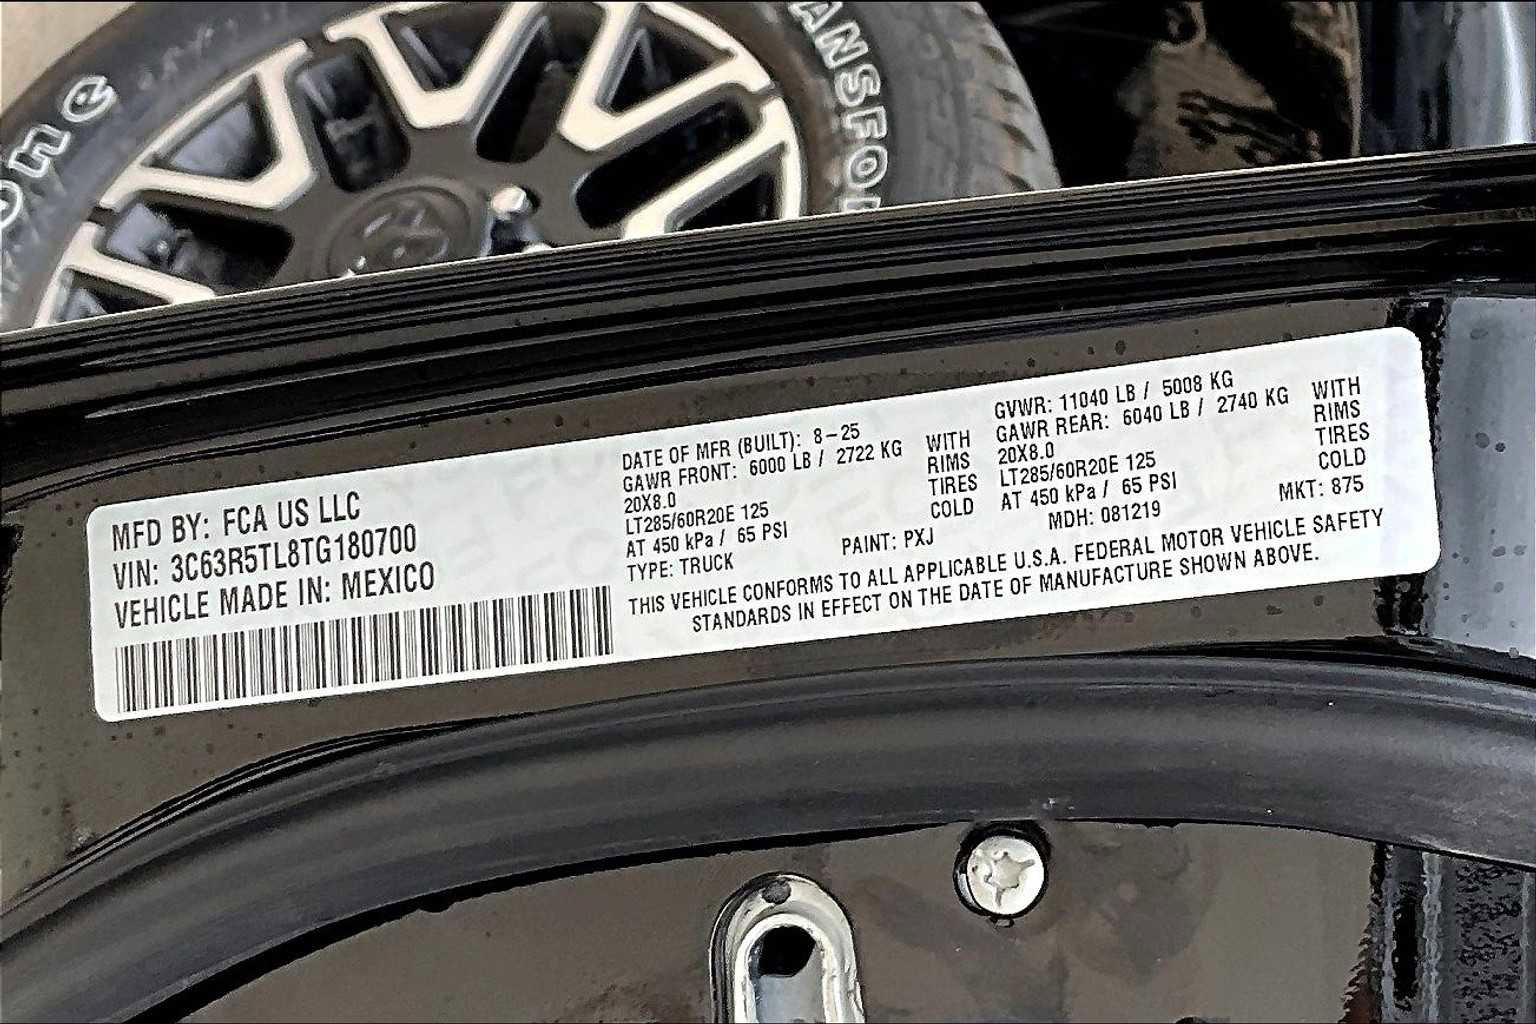 one
ANSFO
MFD BY: FCA US LLC
VIN: 3C63R5TL8TG180700
VEHICLE MADE IN: MEXICO
DATE OF MFR (BUILT): 8-25
GAWR FRONT: 6000 LB / 2722 KG WITH
20X8.0 RIMS
LT285/60R20E 125 TIRES
AT 450 kPa / 65 PSI COLD
TYPE: TRUCK PAINT: PXJ
GVWR: 11040 LB / 5008 KG
GAWR REAR: 6040 LB / 2740 KG WITH
20X8.0 RIMS
LT285/60R20E 125 TIRES
AT 450 kPa / 65 PSI COLD
MDH: 081219 MKT: 875
THIS VEHICLE CONFORMS TO ALL APPLICABLE U.S.A. FEDERAL MOTOR VEHICLE SAFETY
STANDARDS IN EFFECT ON THE DATE OF MANUFACTURE SHOWN ABOVE.